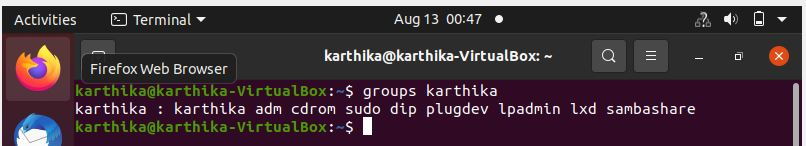 Activities Terminal Aug 13 00:47
karthika@karthika-VirtualBox: ~
Firefox Web Browser
karthika@karthika-VirtualBox:~$ groups karthika
karthika : karthika adm cdrom sudo dip plugdev lpadmin lxd sambashare
karthika@karthika-VirtualBox:~$